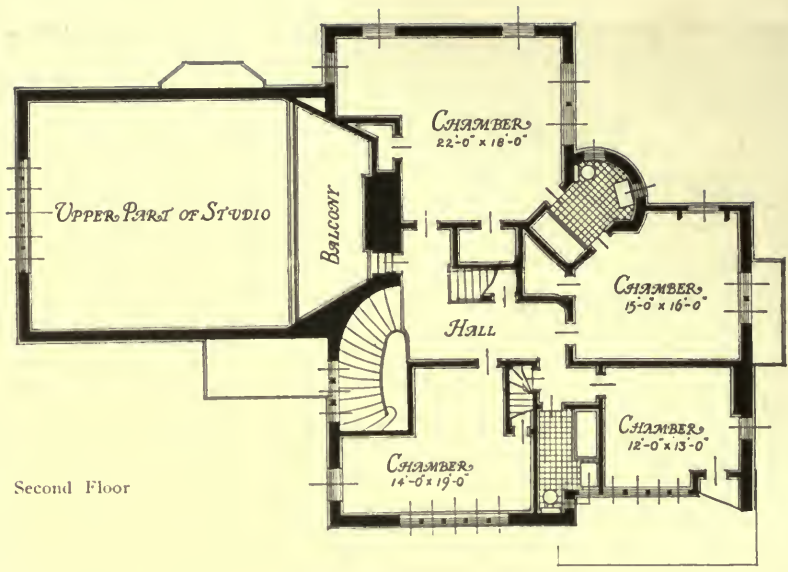 CHAMBER
22'-0" x 18'-0"
UPPER PART OF STUDIO
BALCONY
CHAMBER
15'-0" x 16'-0"
HALL
CHAMBER
12'-0" x 13'-0"
CHAMBER
14'-0" x 19'-0"
Second Floor